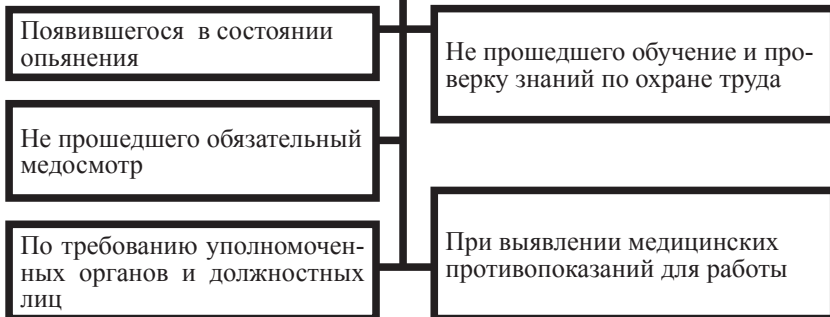 Появившегося в состоянии
опьянения
Не прошедшего обучение и про-
верку знаний по охране труда
Не прошедшего обязательный
медосмотр
По требованию уполномочен-
ных органов и должностных
лиц
При выявлении медицинских
противопоказаний для работы